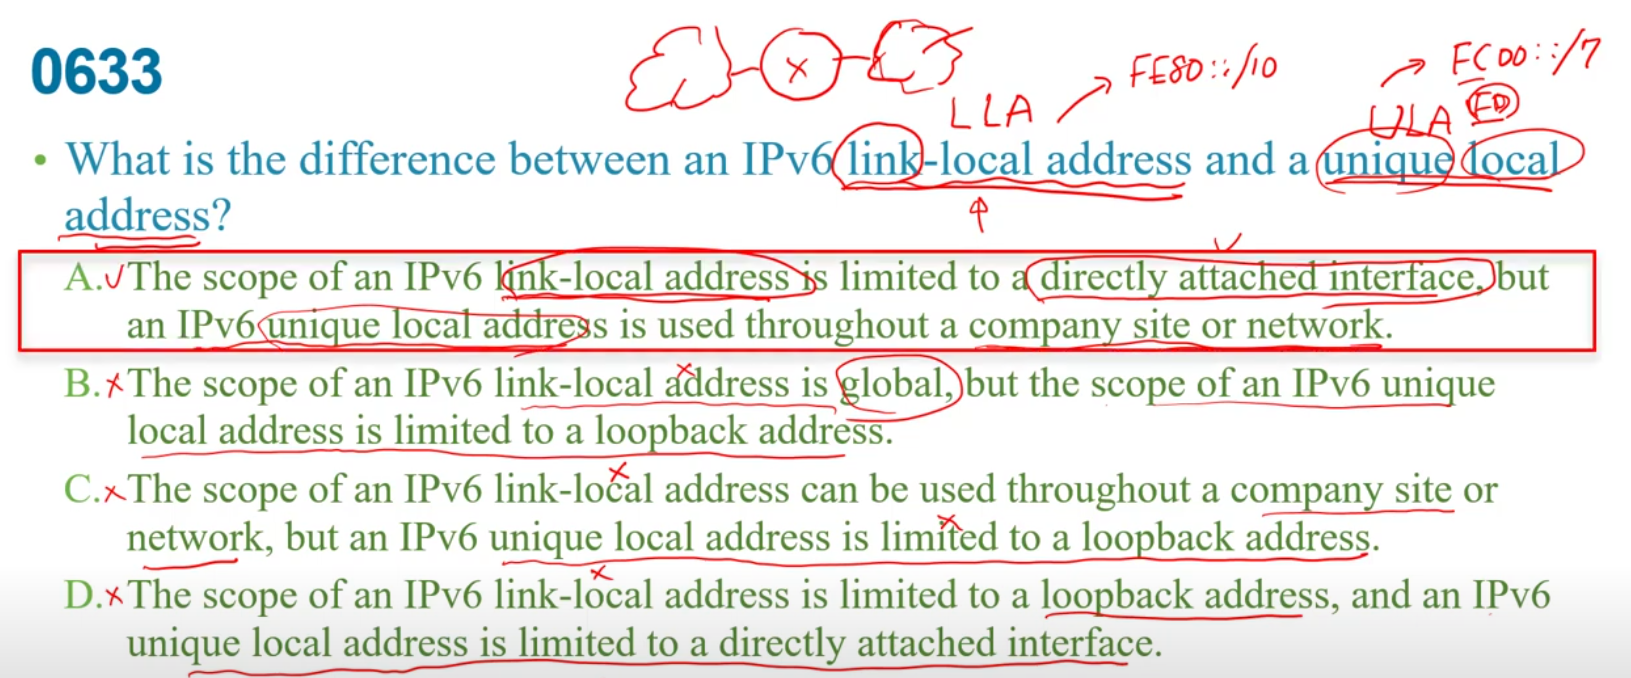 0633
FE80::/10
FC00::/7
LLA
ULA FD
• What is the difference between an IPv6 link-local address and a unique local
address?
A. The scope of an IPv6 link-local address is limited to a directly attached interface, but
an IPv6 unique local address is used throughout a company site or network.
B. The scope of an IPv6 link-local address is global, but the scope of an IPv6 unique
local address is limited to a loopback address.
C. The scope of an IPv6 link-local address can be used throughout a company site or
network, but an IPv6 unique local address is limited to a loopback address.
D. The scope of an IPv6 link-local address is limited to a loopback address, and an IPv6
unique local address is limited to a directly attached interface.